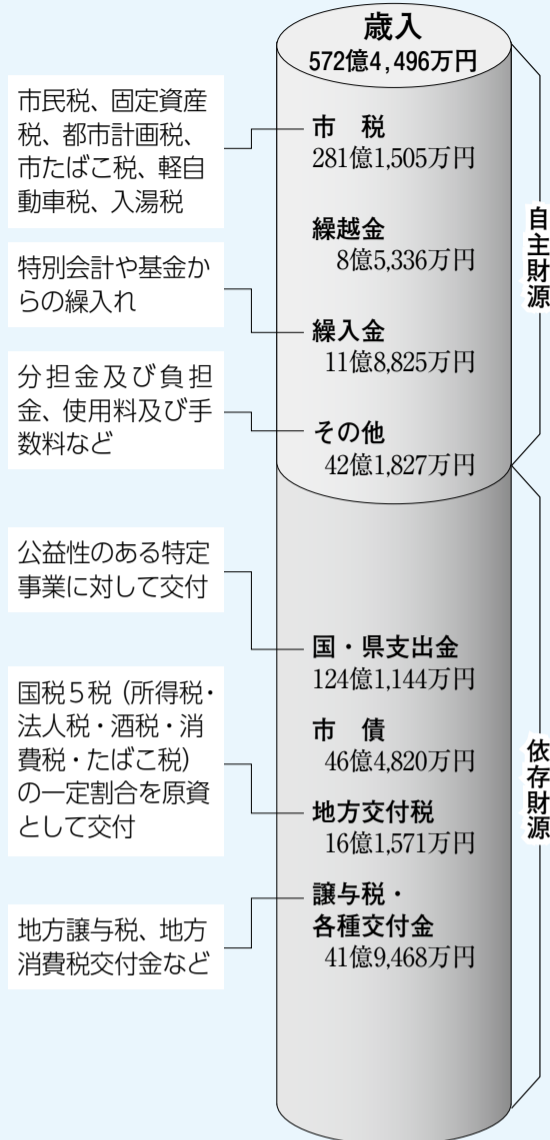 歳入
572億4,496万円
市民税、固定資産
税、都市計画税、
市たばこ税、軽自
動車税、入湯税
市　税
281億1,505万円
繰越金
8億5,336万円
特別会計や基金か
らの繰入れ
繰入金
11億8,825万円
分担金及び負担
金、使用料及び手
数料など
その他
42億1,827万円
自主財源
公益性のある特定
事業に対して交付
国・県支出金
124億1,144万円
市　債
46億4,820万円
国税5税（所得税・
法人税・酒税・消
費税・たばこ税）
の一定割合を原資
として交付
地方交付税
16億1,571万円
地方譲与税、地方
消費税交付金など
譲与税・
各種交付金
41億9,468万円
依存財源